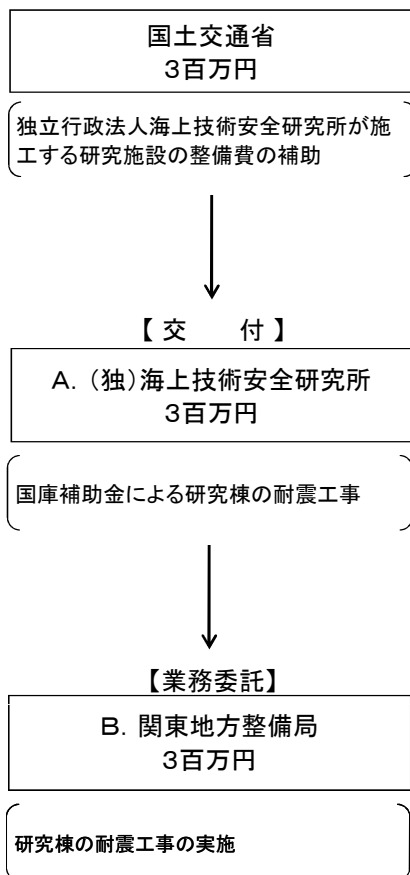 国土交通省
３百万円
独立行政法人海上技術安全研究所が施
工する研究施設の整備費の補助
【 交　　付 】
Ａ．（独）海上技術安全研究所
３百万円
国庫補助金による研究棟の耐震工事
【業務委託】
Ｂ．関東地方整備局
３百万円
研究棟の耐震工事の実施